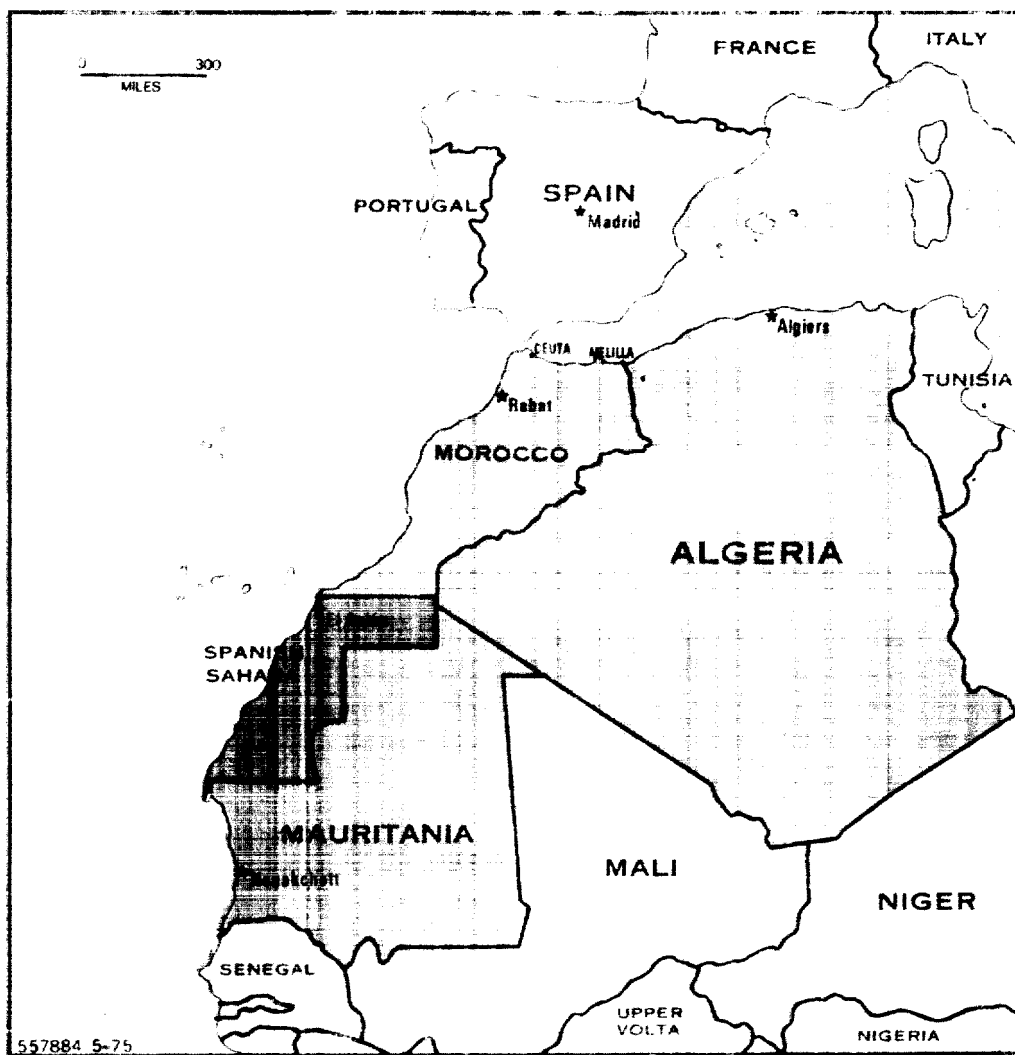 FRANCE
ITALY
0 300
MILES
PORTUGAL
SPAIN
Madrid
Algiers
CEUTA
MELILLA
TUNISIA
Rabat
MOROCCO
ALGERIA
SPANISH
SAHARA
MAURITANIA
Nouakchott
MALI
NIGER
SENEGAL
UPPER
VOLTA
NIGERIA
557884 5-75